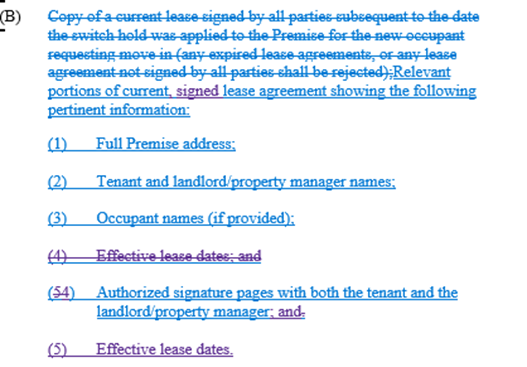 (B) Copy of a current lease signed by all parties subsequent to the date
the switch hold was applied to the Premise for the new occupant
requesting move in (any expired lease agreements, or any lease
agreement not signed by all parties shall be rejected);Relevant
portions of current, signed lease agreement showing the following
pertinent information:
(1) Full Premise address;
(2) Tenant and landlord/property manager names;
(3) Occupant names (if provided);
(4) Effective lease dates; and
(54) Authorized signature pages with both the tenant and the
landlord/property manager; and.
(5) Effective lease dates.